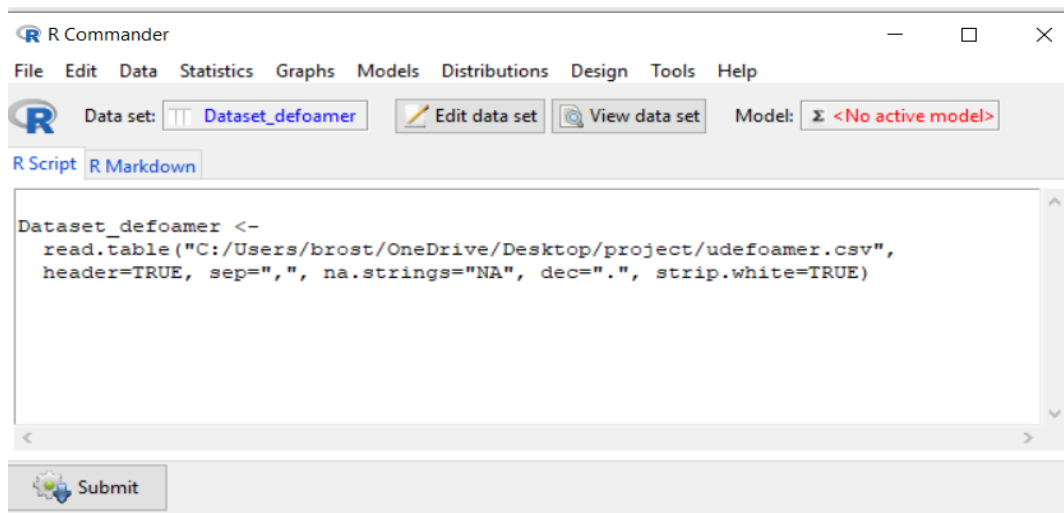 R R Commander
File Edit Data Statistics Graphs Models Distributions Design Tools Help
R Data set: Dataset_defoamer Edit data set View data set Model: Σ <No active model>
R Script R Markdown
Dataset_defoamer <-
  read.table("C:/Users/brost/OneDrive/Desktop/project/udefoamer.csv",
  header=TRUE, sep=",", na.strings="NA", dec=".", strip.white=TRUE)
Submit